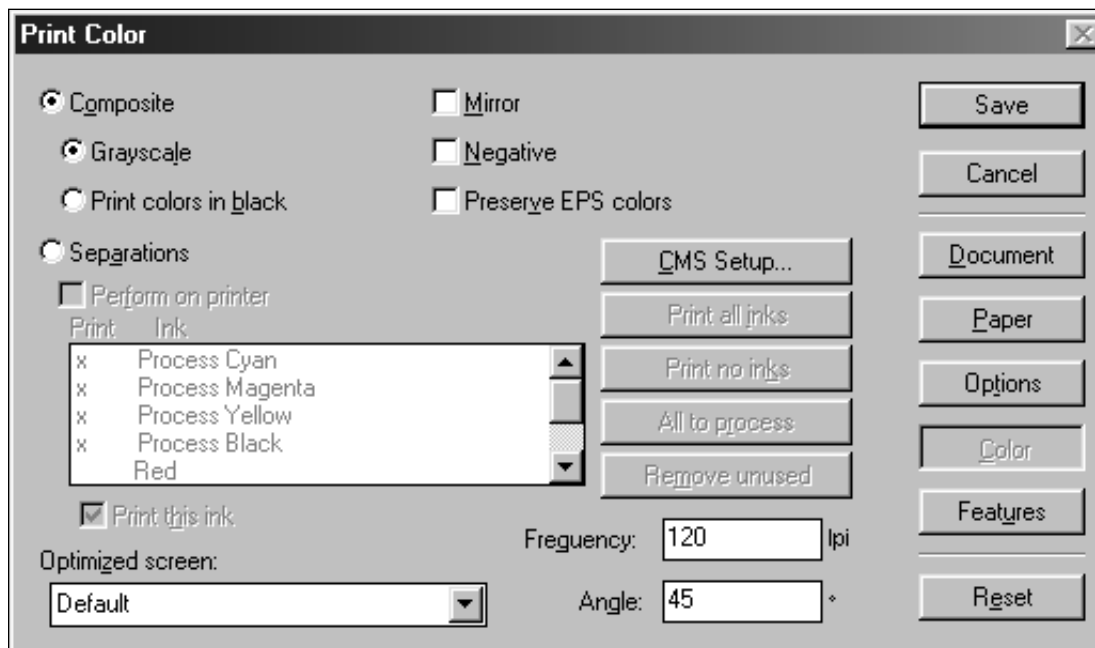 Print Color
Composite
Mirror
Save
Grayscale
Negative
Cancel
Print colors in black
Preserve EPS colors
Separations
CMS Setup...
Document
Perform on printer
Print all inks
Paper
Print Ink
x Process Cyan
x Process Magenta
x Process Yellow
x Process Black
Red
Print no inks
Options
All to process
Color
Remove unused
Print this ink
Features
Optimized screen:
Frequency: 120 lpi
Default
Angle: 45 °
Reset